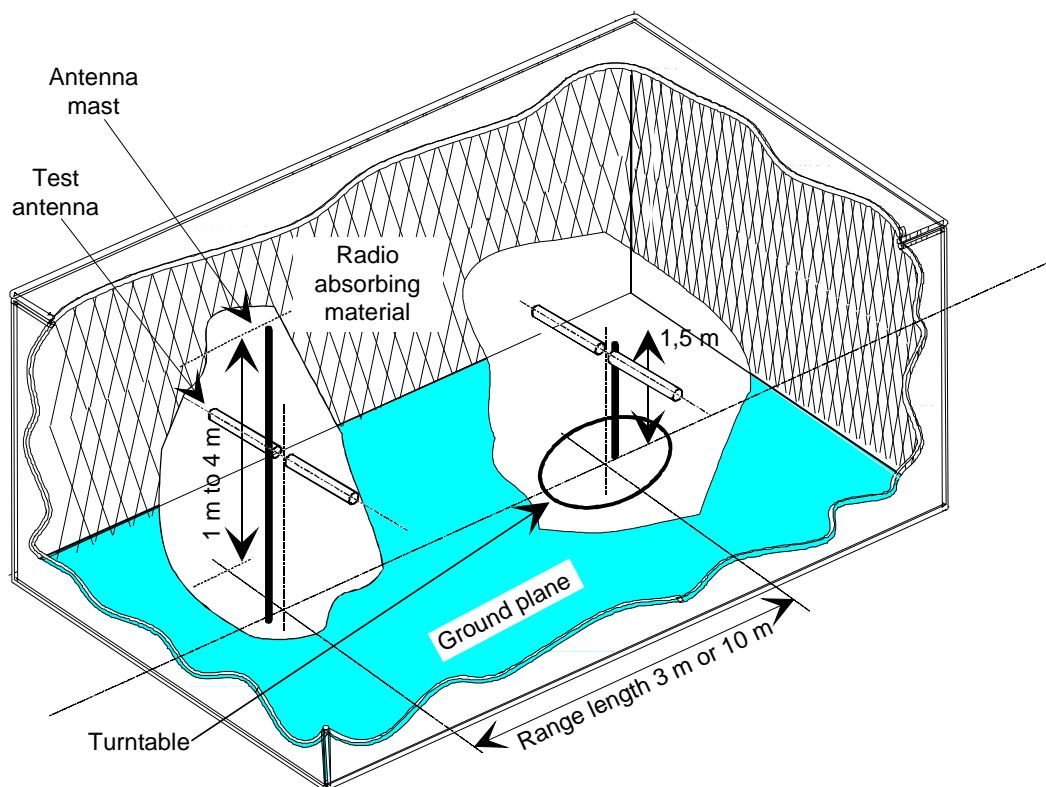 Antenna
mast
Test
antenna
Radio
absorbing
material
1,5 m
1 m to 4 m
Ground plane
Range length 3 m or 10 m
Turntable